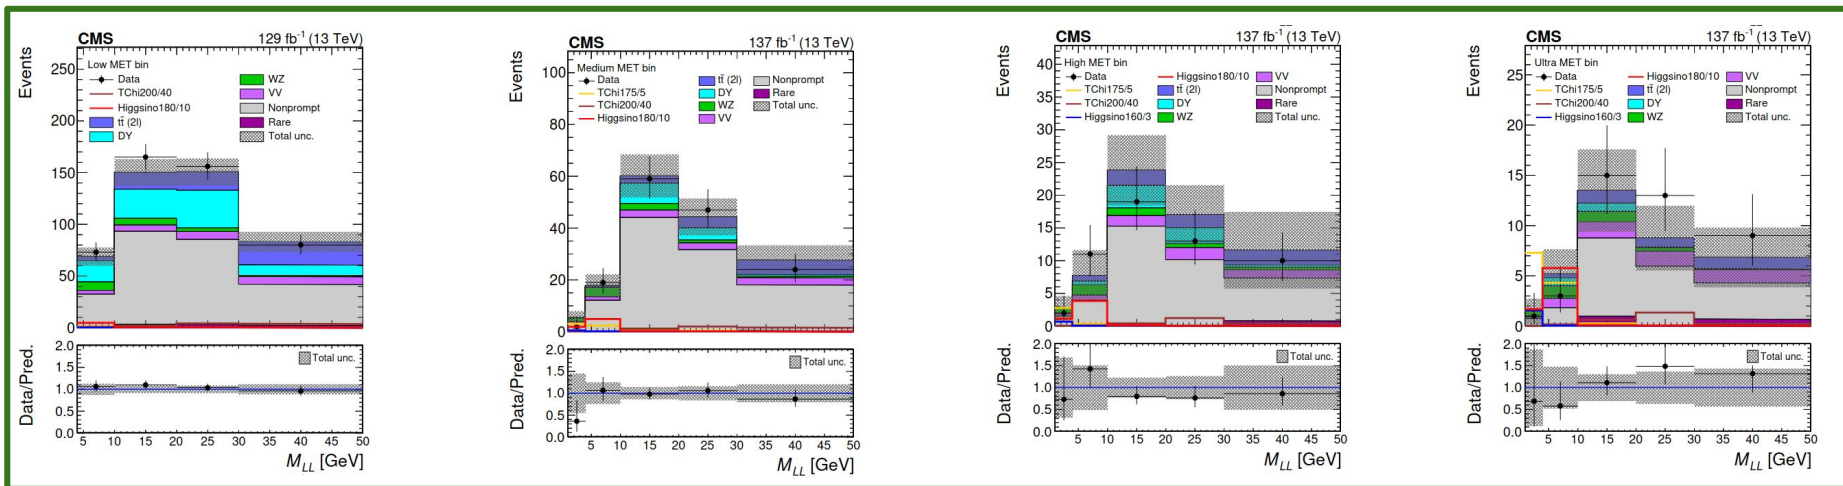 CMS 129 fb⁻¹ (13 TeV)
Events
Low MET bin
Data
TChi200/40
Higgsino180/10
tt̄ (2l)
DY
WZ
VV
Nonprompt
Rare
Total unc.
250
200
150
100
50
0
Data/Pred.
2.0
1.5
1.0
0.5
0.0
Total unc.
5 10 15 20 25 30 35 40 45 50
M_LL [GeV]
CMS 137 fb⁻¹ (13 TeV)
Events
Medium MET bin
Data
TChi175/5
TChi200/40
Higgsino180/10
tt̄ (2l)
DY
WZ
VV
Nonprompt
Rare
Total unc.
100
80
60
40
20
0
Data/Pred.
2.0
1.5
1.0
0.5
0.0
Total unc.
5 10 15 20 25 30 35 40 45 50
M_LL [GeV]
CMS 137 fb⁻¹ (13 TeV)
Events
High MET bin
Data
TChi175/5
TChi200/40
Higgsino160/3
Higgsino180/10
tt̄ (2l)
DY
WZ
VV
Nonprompt
Rare
Total unc.
40
35
30
25
20
15
10
5
0
Data/Pred.
2.0
1.5
1.0
0.5
0.0
Total unc.
5 10 15 20 25 30 35 40 45 50
M_LL [GeV]
CMS 137 fb⁻¹ (13 TeV)
Events
Ultra MET bin
Data
TChi175/5
TChi200/40
Higgsino160/3
Higgsino180/10
tt̄ (2l)
DY
WZ
VV
Nonprompt
Rare
Total unc.
25
20
15
10
5
0
Data/Pred.
2.0
1.5
1.0
0.5
0.0
Total unc.
5 10 15 20 25 30 35 40 45 50
M_LL [GeV]